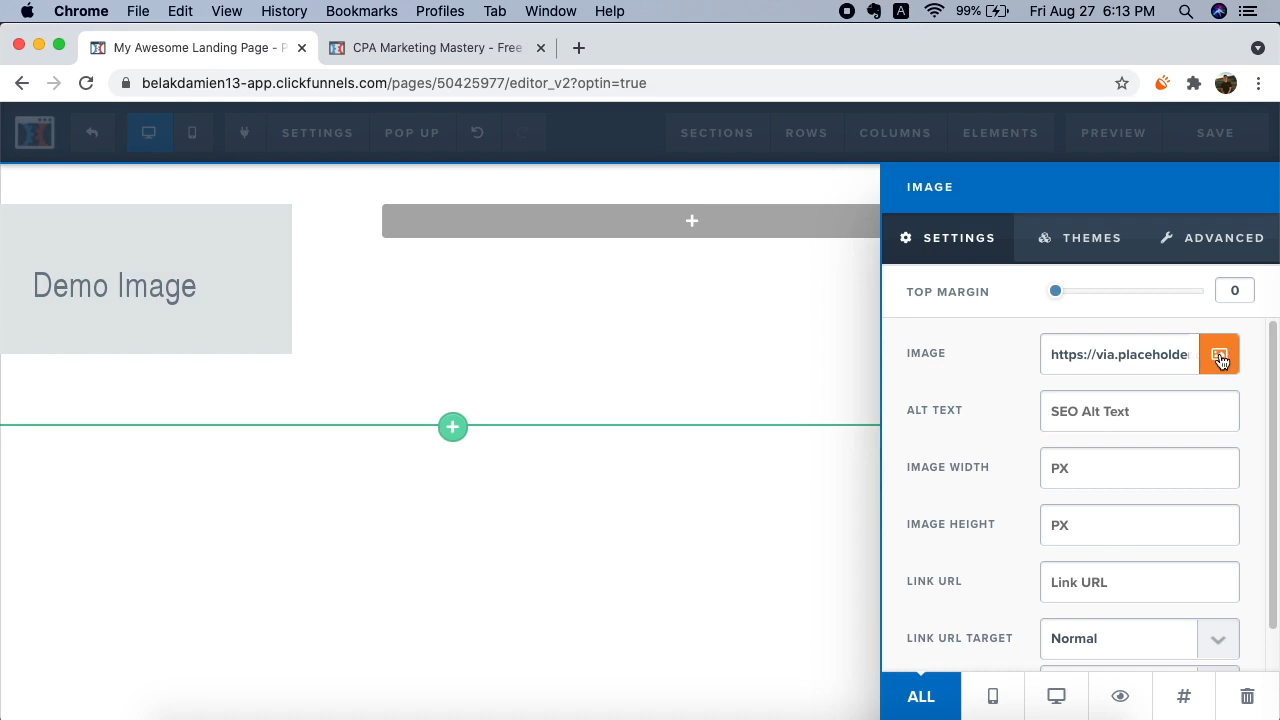 Chrome File Edit View History Bookmarks Profiles Tab Window Help A 99% Fri Aug 27 6:13 PM
My Awesome Landing Page - P CPA Marketing Mastery - Free
belakdamien13-app.clickfunnels.com/pages/50425977/editor_v2?optin=true
SETTINGS POP UP SECTIONS ROWS COLUMNS ELEMENTS PREVIEW SAVE
IMAGE
SETTINGS THEMES ADVANCED
TOP MARGIN 0
Demo Image
IMAGE https://via.placeholde
ALT TEXT SEO Alt Text
IMAGE WIDTH PX
IMAGE HEIGHT PX
LINK URL Link URL
LINK URL TARGET Normal
ALL #